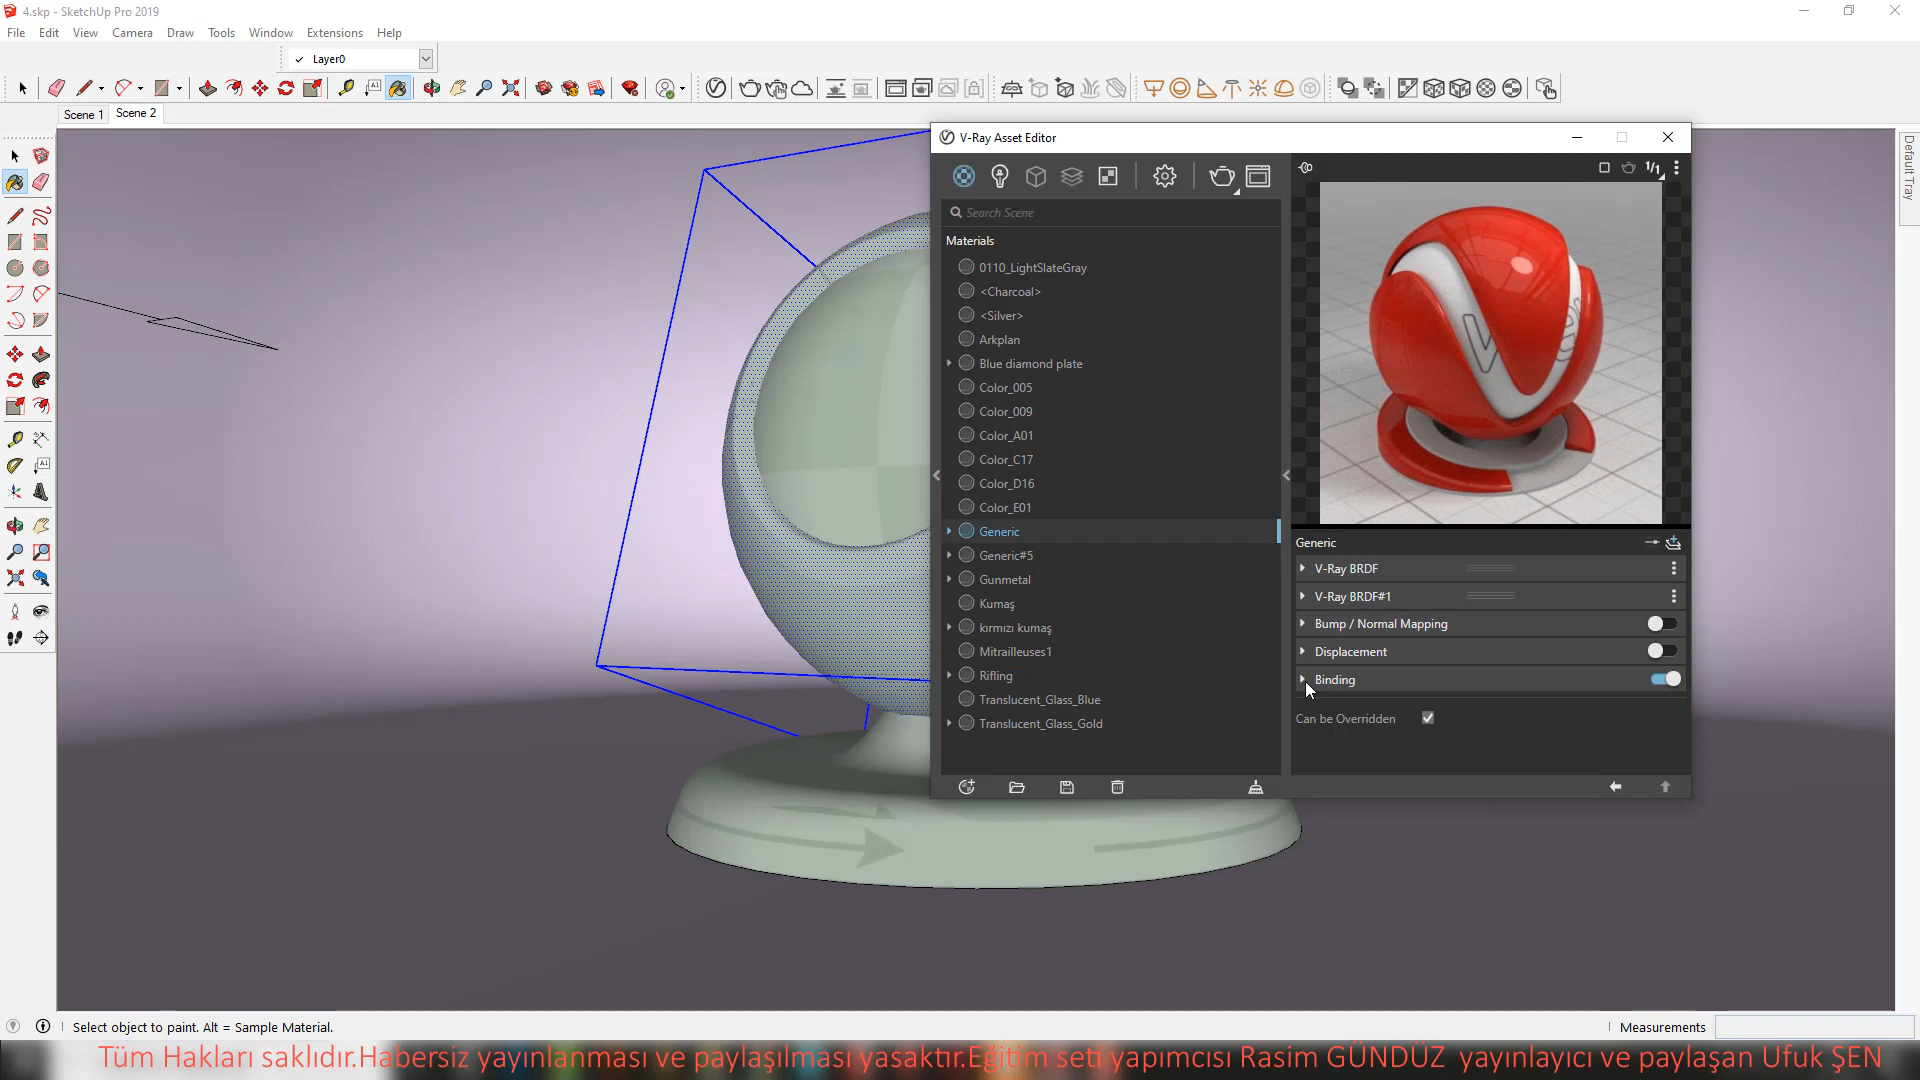 4.skp - SketchUp Pro 2019
File Edit View Camera Draw Tools Window Extensions Help
Layer0
Scene 1 Scene 2
Default Tray
V-Ray Asset Editor
1/1
Search Scene
Materials
0110_LightSlateGray
<Charcoal>
<Silver>
Arkplan
Blue diamond plate
Color_005
Color_009
Color_A01
Color_C17
Color_D16
Color_E01
Generic
Generic#5
Gunmetal
Kumaş
kırmızı kumaş
Mitrailleuses1
Rifling
Translucent_Glass_Blue
Translucent_Glass_Gold
Generic
V-Ray BRDF
V-Ray BRDF#1
Bump / Normal Mapping
Displacement
Binding
Can be Overridden
Select object to paint. Alt = Sample Material.
Measurements
Tüm Hakları saklıdır.Habersiz yayınlanması ve paylaşılması yasaktır.Eğitim seti yapımcısı Rasim GÜNDÜZ yayınlayıcı ve paylaşan Ufuk ŞEN